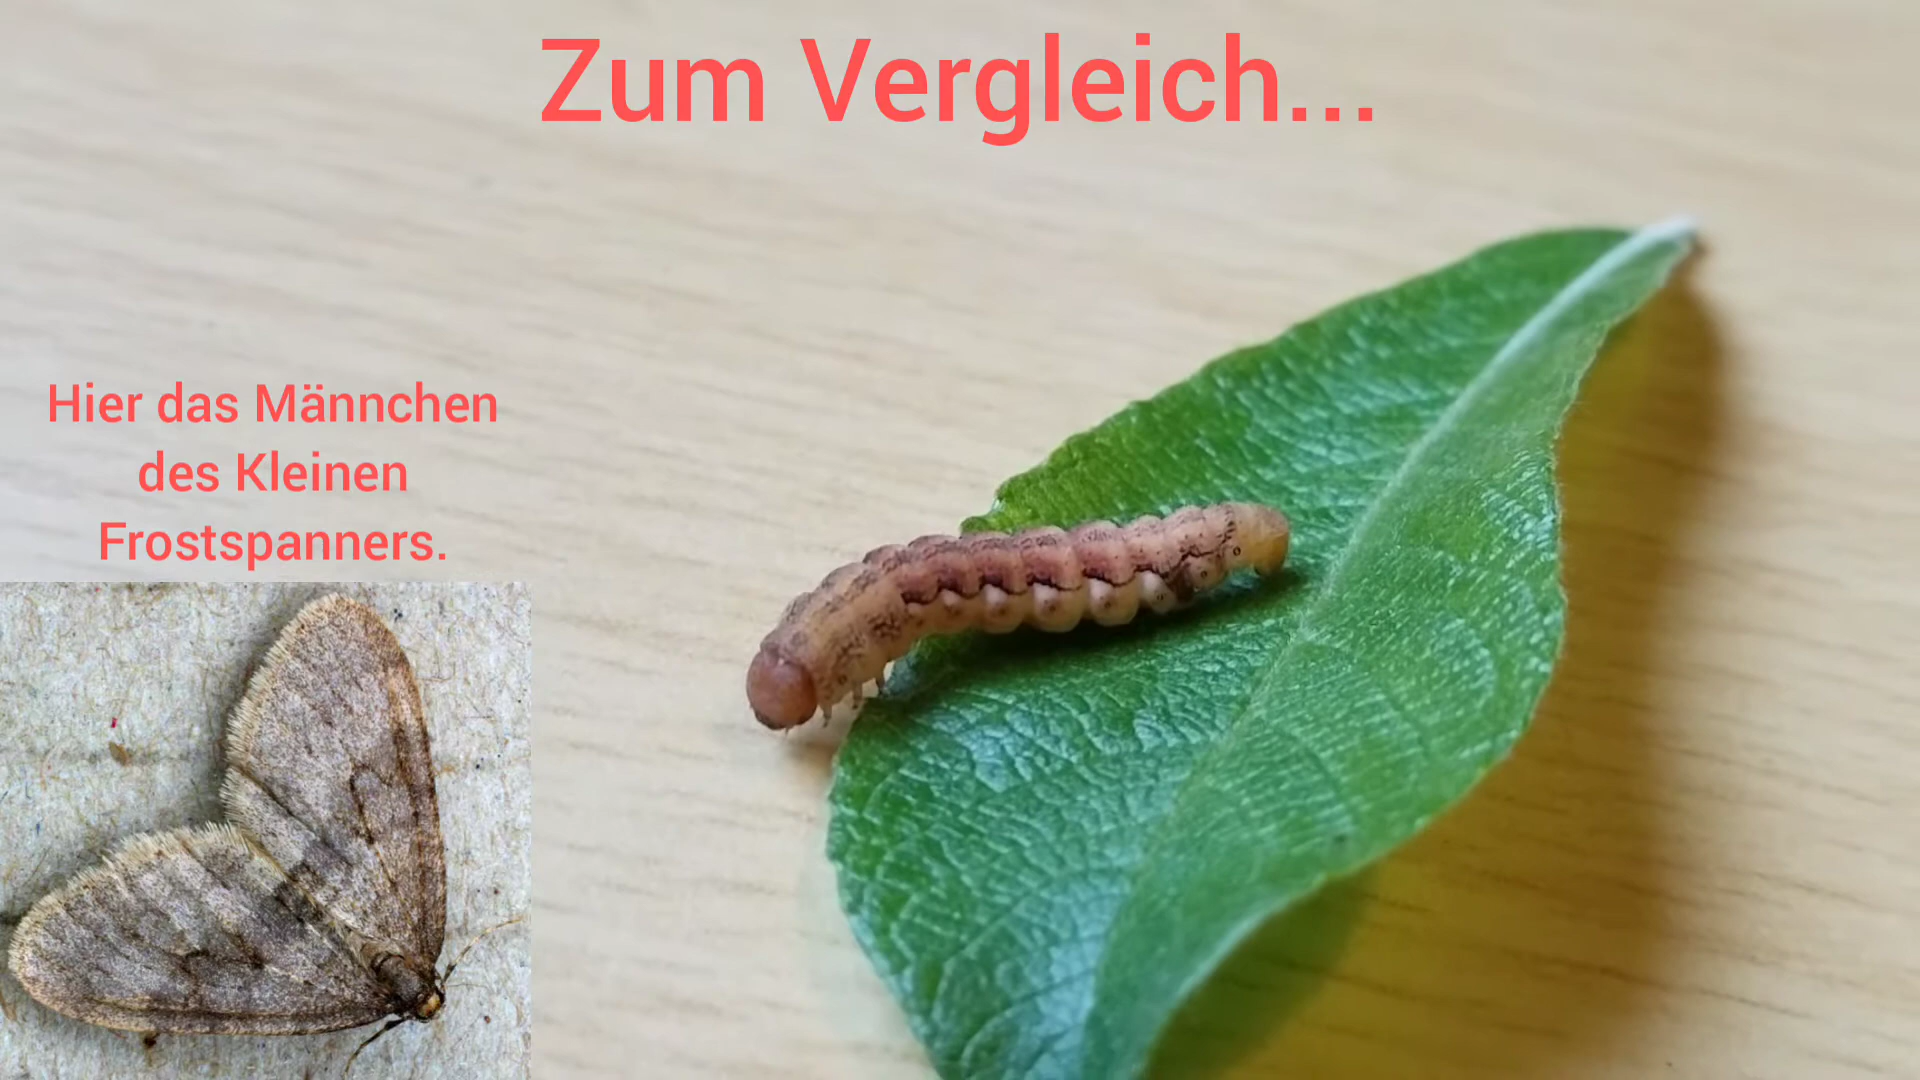 Zum Vergleich...
Hier das Männchen
des Kleinen
Frostspanners.